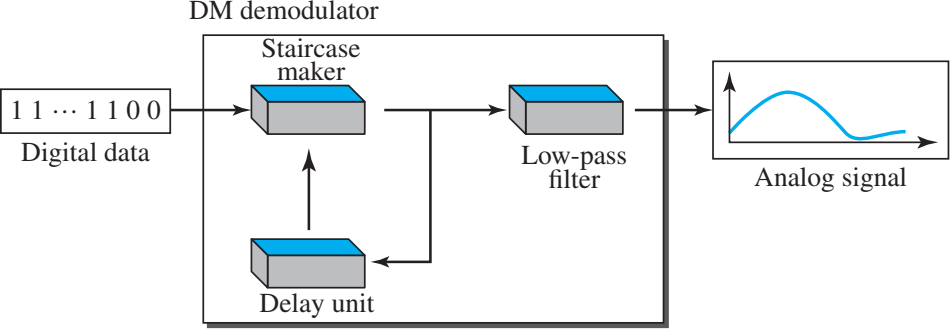 DM demodulator
Staircase
maker
1 1 ··· 1 1 0 0
Digital data
Low-pass
filter
Analog signal
Delay unit